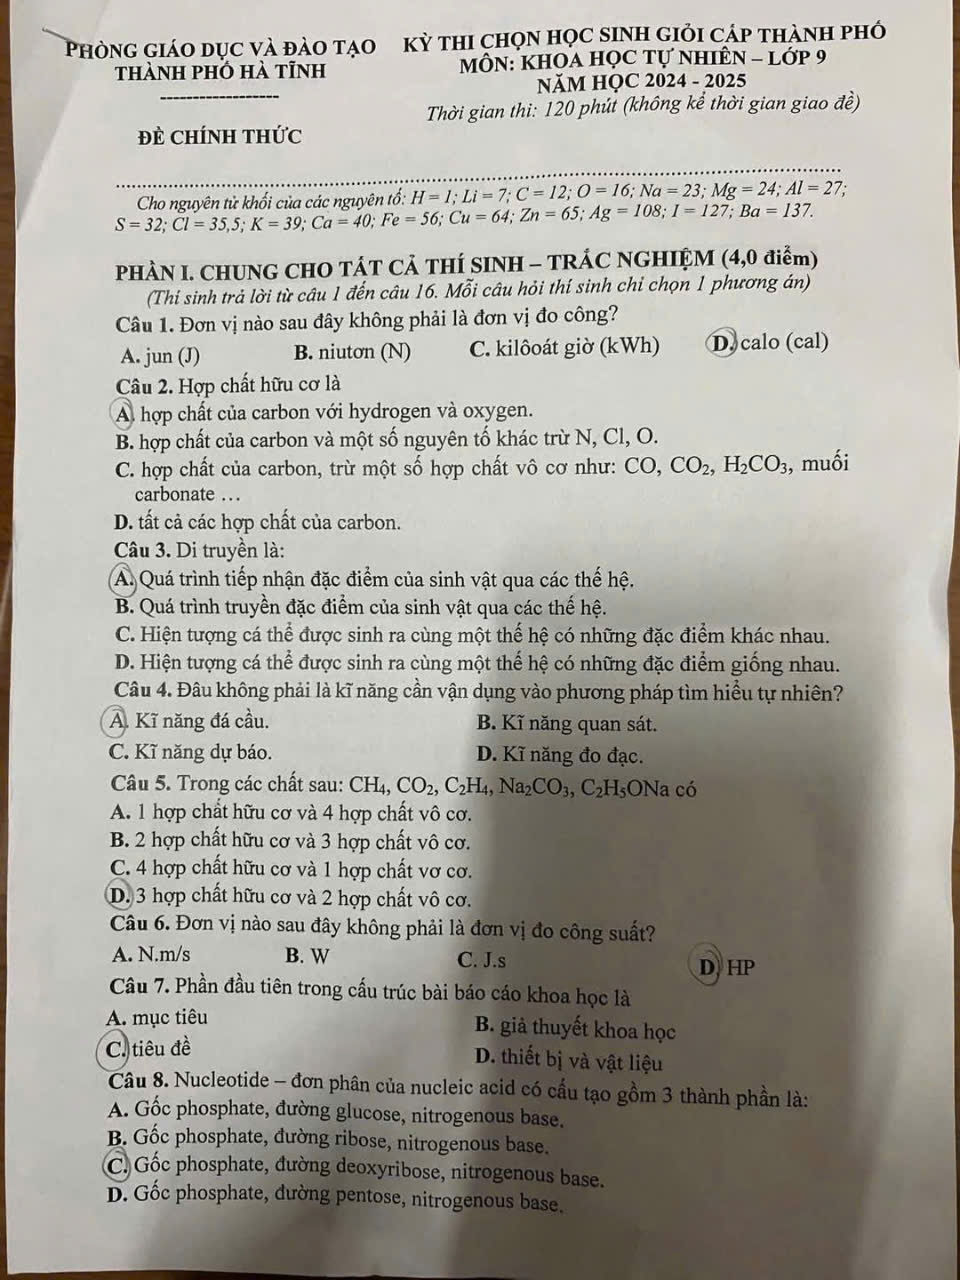 PHÒNG GIÁO DỤC VÀ ĐÀO TẠO
THÀNH PHỐ HÀ TĨNH
ĐỀ CHÍNH THỨC
KỲ THI CHỌN HỌC SINH GIỎI CẤP THÀNH PHỐ
MÔN: KHOA HỌC TỰ NHIÊN – LỚP 9
NĂM HỌC 2024 - 2025
Thời gian thi: 120 phút (không kể thời gian giao đề)
Cho nguyên tử khối của các nguyên tố: H = 1; Li = 7; C = 12; O = 16; Na = 23; Mg = 24; Al = 27;
S = 32; Cl = 35,5; K = 39; Ca = 40; Fe = 56; Cu = 64; Zn = 65; Ag = 108; I = 127; Ba = 137.
PHẦN I. CHUNG CHO TẤT CẢ THÍ SINH – TRẮC NGHIỆM (4,0 điểm)
(Thí sinh trả lời từ câu 1 đến câu 16. Mỗi câu hỏi thí sinh chỉ chọn 1 phương án)
Câu 1. Đơn vị nào sau đây không phải là đơn vị đo công?
A. jun (J) B. niutơn (N) C. kilôoát giờ (kWh) D. calo (cal)
Câu 2. Hợp chất hữu cơ là
A. hợp chất của carbon với hydrogen và oxygen.
B. hợp chất của carbon và một số nguyên tố khác trừ N, Cl, O.
C. hợp chất của carbon, trừ một số hợp chất vô cơ như: CO, CO₂, H₂CO₃, muối
carbonate …
D. tất cả các hợp chất của carbon.
Câu 3. Di truyền là:
A. Quá trình tiếp nhận đặc điểm của sinh vật qua các thế hệ.
B. Quá trình truyền đặc điểm của sinh vật qua các thế hệ.
C. Hiện tượng cá thể được sinh ra cùng một thế hệ có những đặc điểm khác nhau.
D. Hiện tượng cá thể được sinh ra cùng một thế hệ có những đặc điểm giống nhau.
Câu 4. Đâu không phải là kĩ năng cần vận dụng vào phương pháp tìm hiểu tự nhiên?
A. Kĩ năng đá cầu. B. Kĩ năng quan sát.
C. Kĩ năng dự báo. D. Kĩ năng đo đạc.
Câu 5. Trong các chất sau: CH₄, CO₂, C₂H₄, Na₂CO₃, C₂H₅ONa có
A. 1 hợp chất hữu cơ và 4 hợp chất vô cơ.
B. 2 hợp chất hữu cơ và 3 hợp chất vô cơ.
C. 4 hợp chất hữu cơ và 1 hợp chất vơ cơ.
D. 3 hợp chất hữu cơ và 2 hợp chất vô cơ.
Câu 6. Đơn vị nào sau đây không phải là đơn vị đo công suất?
A. N.m/s B. W C. J.s D. HP
Câu 7. Phần đầu tiên trong cấu trúc bài báo cáo khoa học là
A. mục tiêu B. giả thuyết khoa học
C. tiêu đề D. thiết bị và vật liệu
Câu 8. Nucleotide – đơn phân của nucleic acid có cấu tạo gồm 3 thành phần là:
A. Gốc phosphate, đường glucose, nitrogenous base.
B. Gốc phosphate, đường ribose, nitrogenous base.
C. Gốc phosphate, đường deoxyribose, nitrogenous base.
D. Gốc phosphate, đường pentose, nitrogenous base.